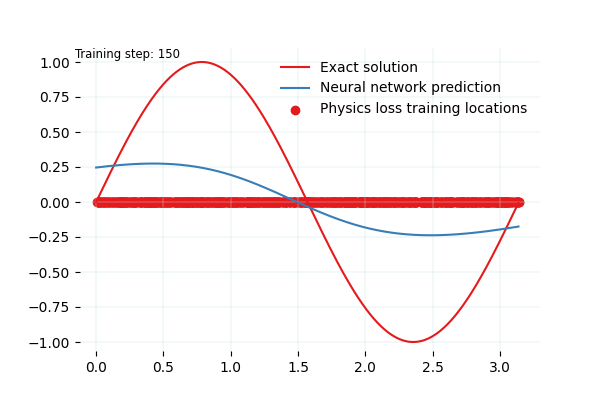 Training step: 150
Exact solution
Neural network prediction
Physics loss training locations
1.00
0.75
0.50
0.25
0.00
−0.25
−0.50
−0.75
−1.00
0.0 0.5 1.0 1.5 2.0 2.5 3.0